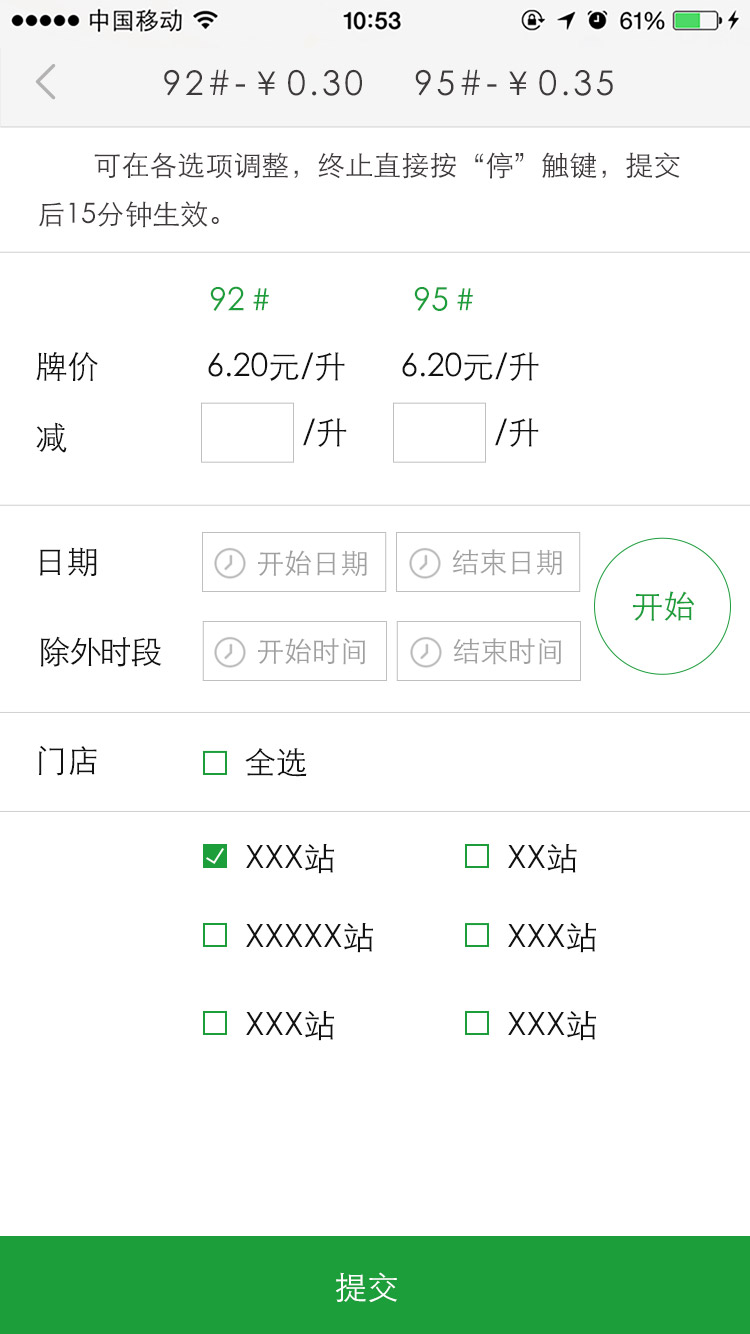 中国移动 10:53 61%
92#-￥0.30 95#-￥0.35
可在各选项调整，终止直接按“停”触键，提交
后15分钟生效。
92# 95#
牌价 6.20元/升 6.20元/升
减 /升 /升
日期 开始日期 结束日期
开始
除外时段 开始时间 结束时间
门店 全选
XXX站 XX站
XXXXX站 XXX站
XXX站 XXX站
提交